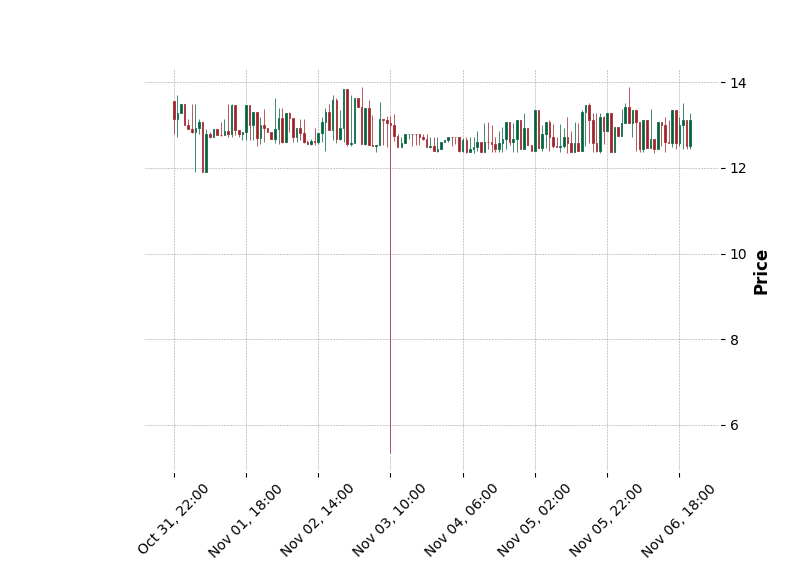 14
12
10
8
6
Price
Oct 31, 22:00
Nov 01, 18:00
Nov 02, 14:00
Nov 03, 10:00
Nov 04, 06:00
Nov 05, 02:00
Nov 05, 22:00
Nov 06, 18:00